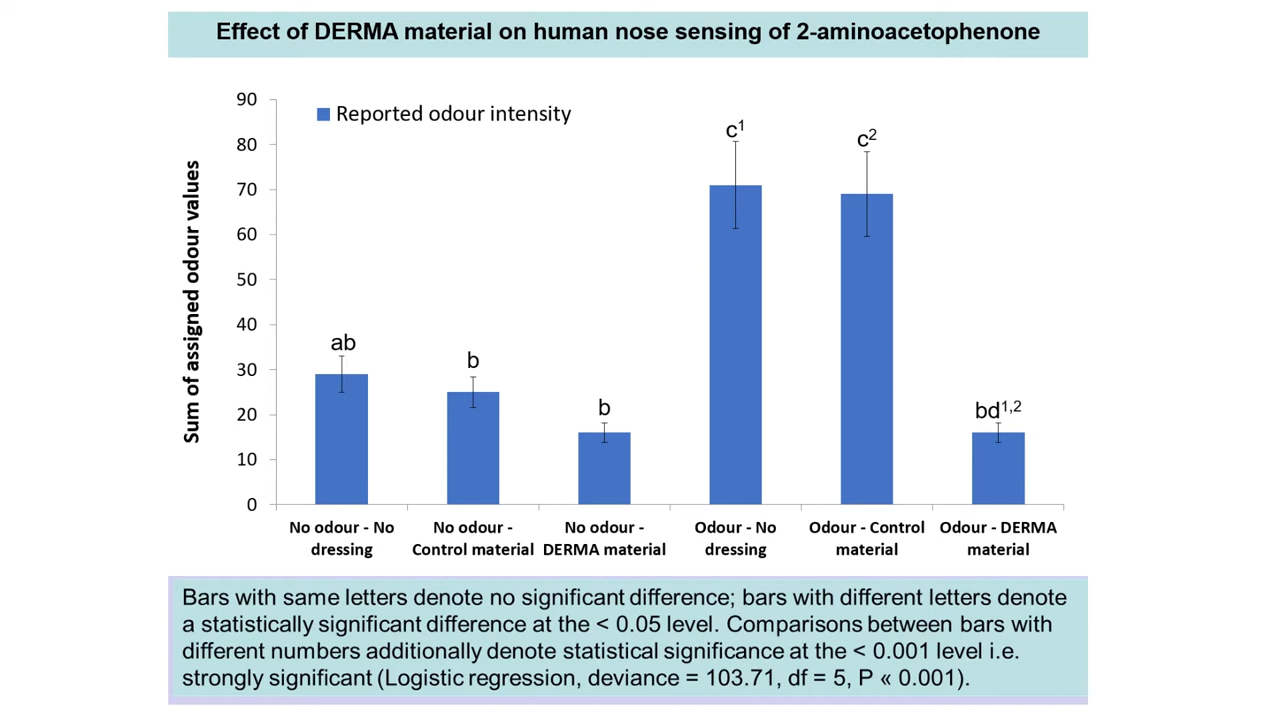 Effect of DERMA material on human nose sensing of 2-aminoacetophenone
90
80
70
60
50
40
30
20
10
0
Sum of assigned odour values
Reported odour intensity
ab
b
b
c¹
c²
bd¹,²
No odour - No
dressing
No odour -
Control material
No odour -
DERMA material
Odour - No
dressing
Odour - Control
material
Odour - DERMA
material
Bars with same letters denote no significant difference; bars with different letters denote
a statistically significant difference at the < 0.05 level. Comparisons between bars with
different numbers additionally denote statistical significance at the < 0.001 level i.e.
strongly significant (Logistic regression, deviance = 103.71, df = 5, P « 0.001).